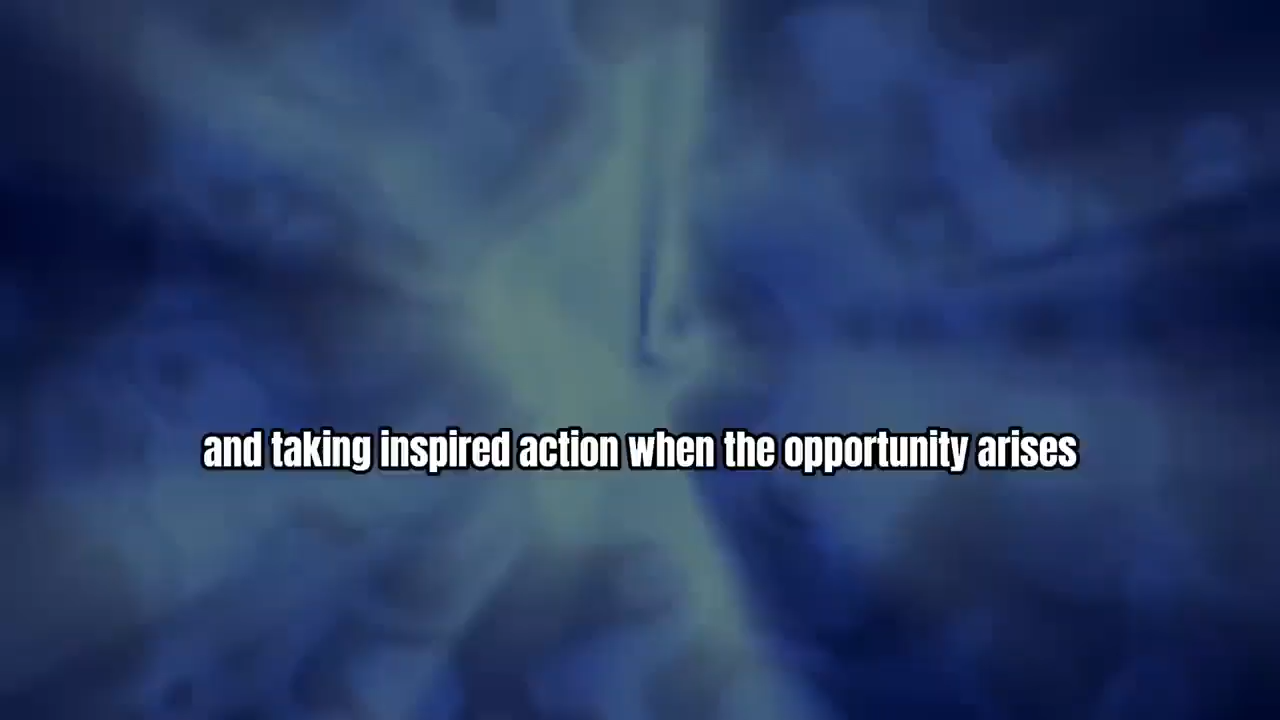 and taking inspired action when the opportunity arises